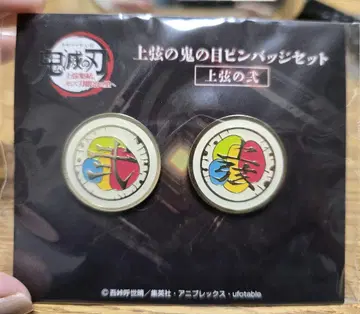 鬼滅の刃
上弦の鬼の目ピンバッジセット
上弦の弐
弐
弦
© 吾峠呼世晴／集英社・アニプレックス・ufotable